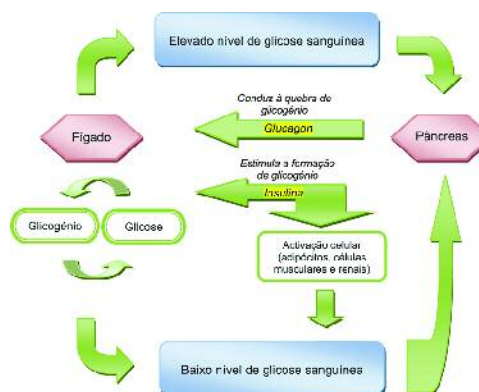 Elevado nível de glicose sanguínea
Conduz à quebra de
glicogénio
Glucagon
Fígado
Pâncreas
Estimula a formação
de glicogénio
Insulina
Glicogénio
Glicose
Activação celular
(adipócitos, células
musculares e renais)
Baixo nível de glicose sanguínea